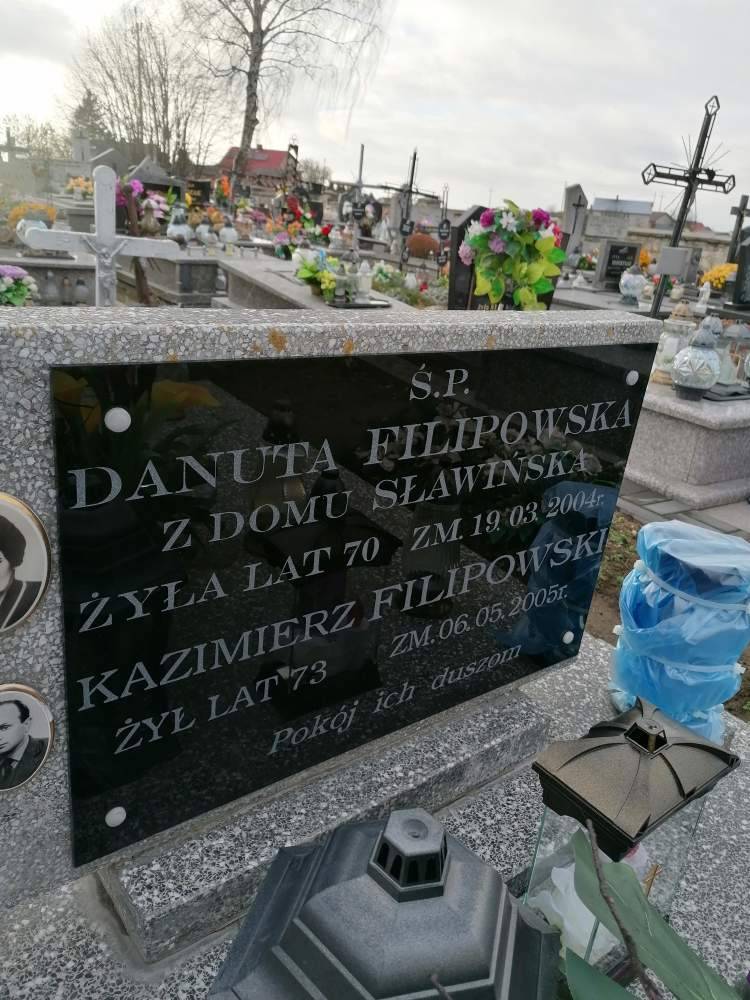 Ś.P.
DANUTA FILIPOWSKA
Z DOMU SŁAWIŃSKA
ŻYŁA LAT 70 ZM. 19.03.2004r.
KAZIMIERZ FILIPOWSKI
ŻYŁ LAT 73 ZM. 06.05.2005r.
Pokój ich duszom